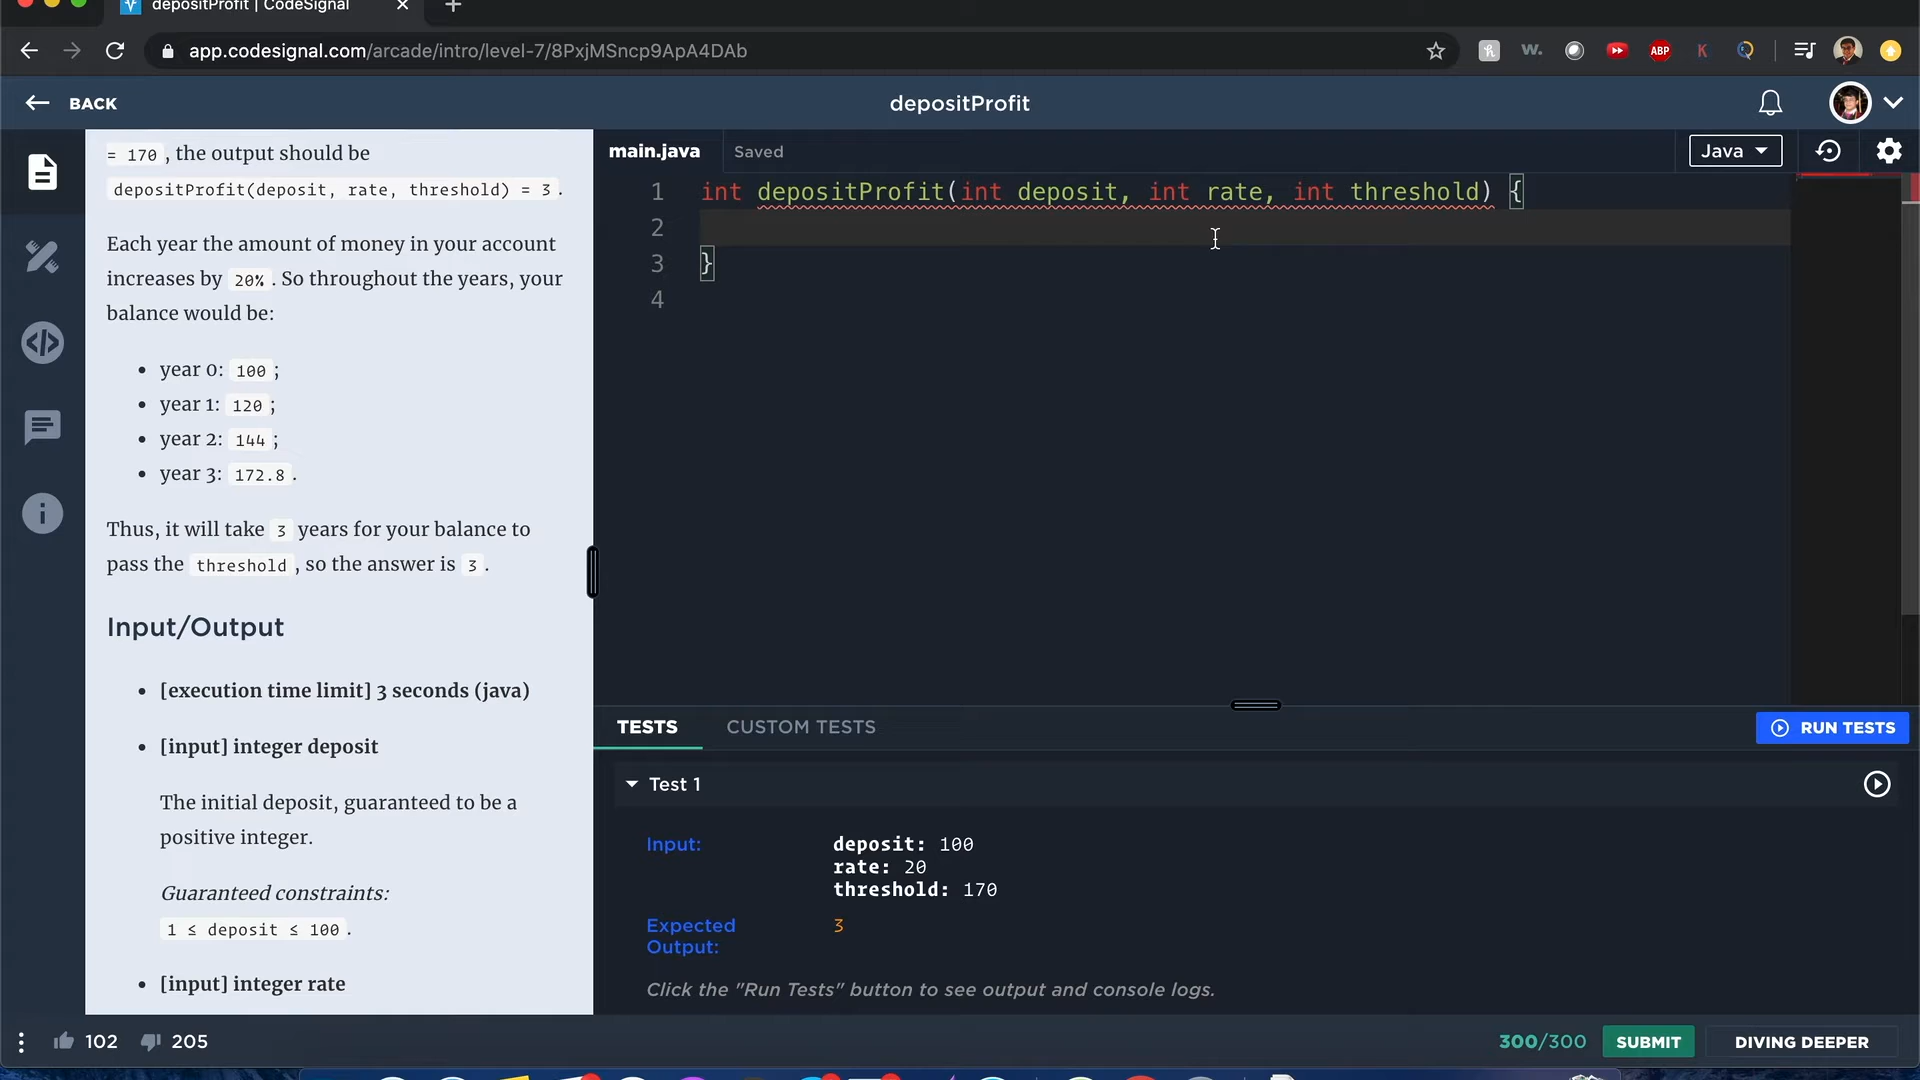 depositProfit | CodeSignal
app.codesignal.com/arcade/intro/level-7/8PxjMSncp9ApA4DAb
ABP
K
BACK
depositProfit
= 170 , the output should be
depositProfit(deposit, rate, threshold) = 3 .
Each year the amount of money in your account
increases by 20% . So throughout the years, your
balance would be:
• year 0: 100 ;
• year 1: 120 ;
• year 2: 144 ;
• year 3: 172.8 .
Thus, it will take 3 years for your balance to
pass the threshold , so the answer is 3 .
Input/Output
• [execution time limit] 3 seconds (java)
• [input] integer deposit
The initial deposit, guaranteed to be a
positive integer.
Guaranteed constraints:
1 ≤ deposit ≤ 100 .
• [input] integer rate
102 205
main.java Saved Java
1 int depositProfit(int deposit, int rate, int threshold) {
2
3 }
4
TESTS CUSTOM TESTS RUN TESTS
Test 1
Input: deposit: 100
rate: 20
threshold: 170
Expected 3
Output:
Click the "Run Tests" button to see output and console logs.
300/300 SUBMIT DIVING DEEPER